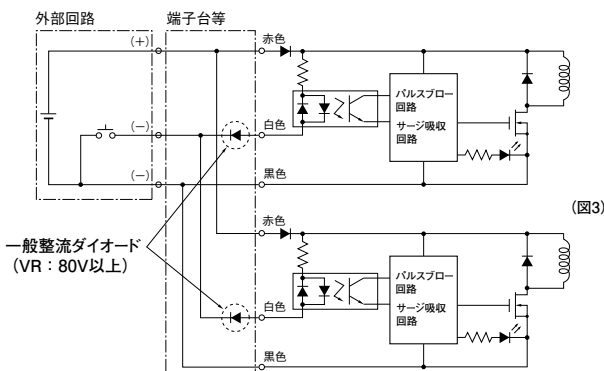 外部回路
端子台等
(+)
赤色
パルスブロー
回路
サージ吸収
回路
(−)
白色
(−)
黒色
(図3)
赤色
一般整流ダイオード
(VR：80V以上)
パルスブロー
回路
サージ吸収
回路
白色
黒色